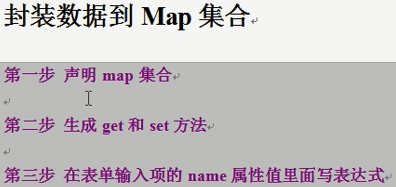 封装数据到 Map 集合
第一步 声明 map 集合
第二步 生成 get 和 set 方法
第三步 在表单输入项的 name 属性值里面写表达式